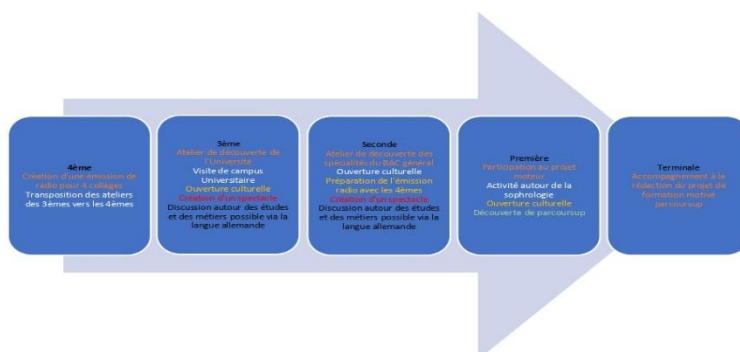 4ème
Création d'une émission de
radio pour 4 collèges
Transposition des ateliers
des 3èmes vers les 4èmes
3ème
Atelier de découverte de
l'Université
Visite de campus
Universitaire
Ouverture culturelle
Création d'un spectacle
Discussion autour des études
et des métiers possible via la
langue allemande
Seconde
Atelier de découverte des
spécialités du BAC général
Ouverture culturelle
Préparation de l'émission
radio avec les 4èmes
Création d'un spectacle
Discussion autour des études
et des métiers possible via la
langue allemande
Première
Participation au projet
moteur
Activité autour de la
sophrologie
Ouverture culturelle
Découverte de parcoursup
Terminale
Accompagnement à la
rédaction du projet de
formation motivé
parcoursup